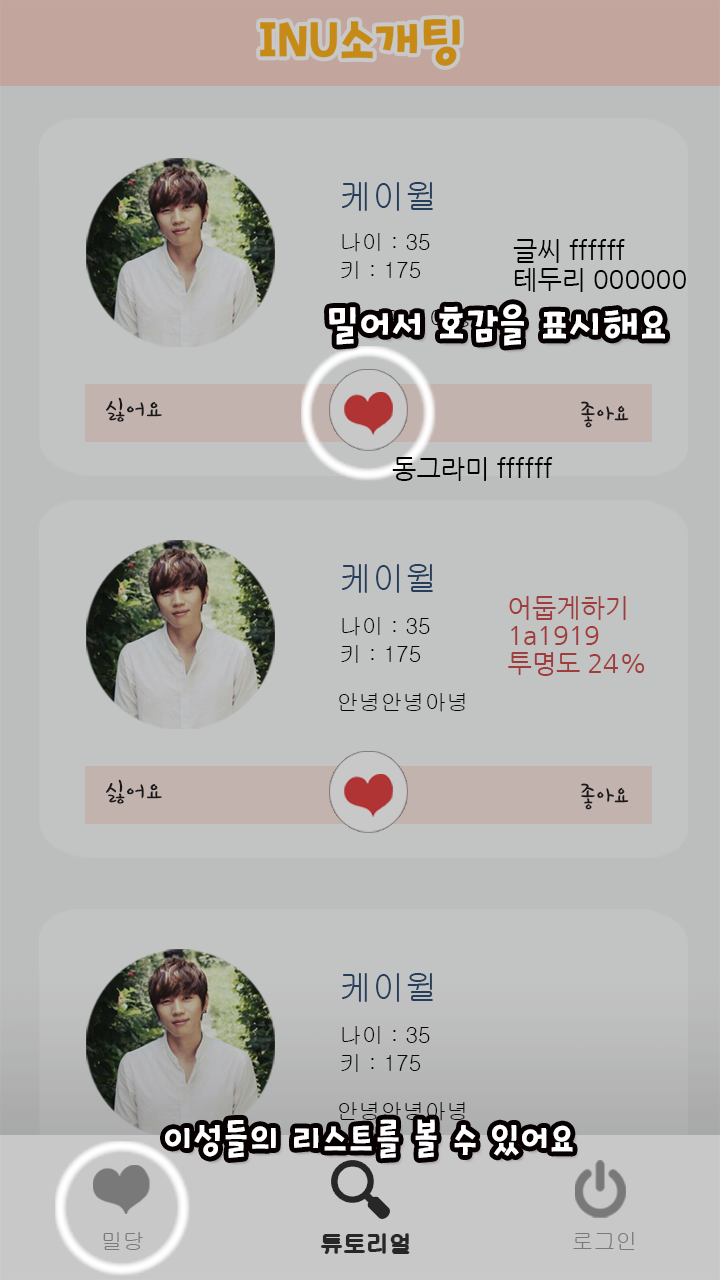 INU소개팅
케이윌
나이 : 35
키 : 175
글씨 ffffff
테두리 000000
밀어서 호감을 표시해요
싫어요
좋아요
동그라미 ffffff
케이윌
나이 : 35
키 : 175
안녕안녕아녕
어둡게하기
1a1919
투명도 24%
싫어요
좋아요
케이윌
나이 : 35
키 : 175
안녕안녕아녕
이성들의 리스트를 볼 수 있어요
밀당
튜토리얼
로그인